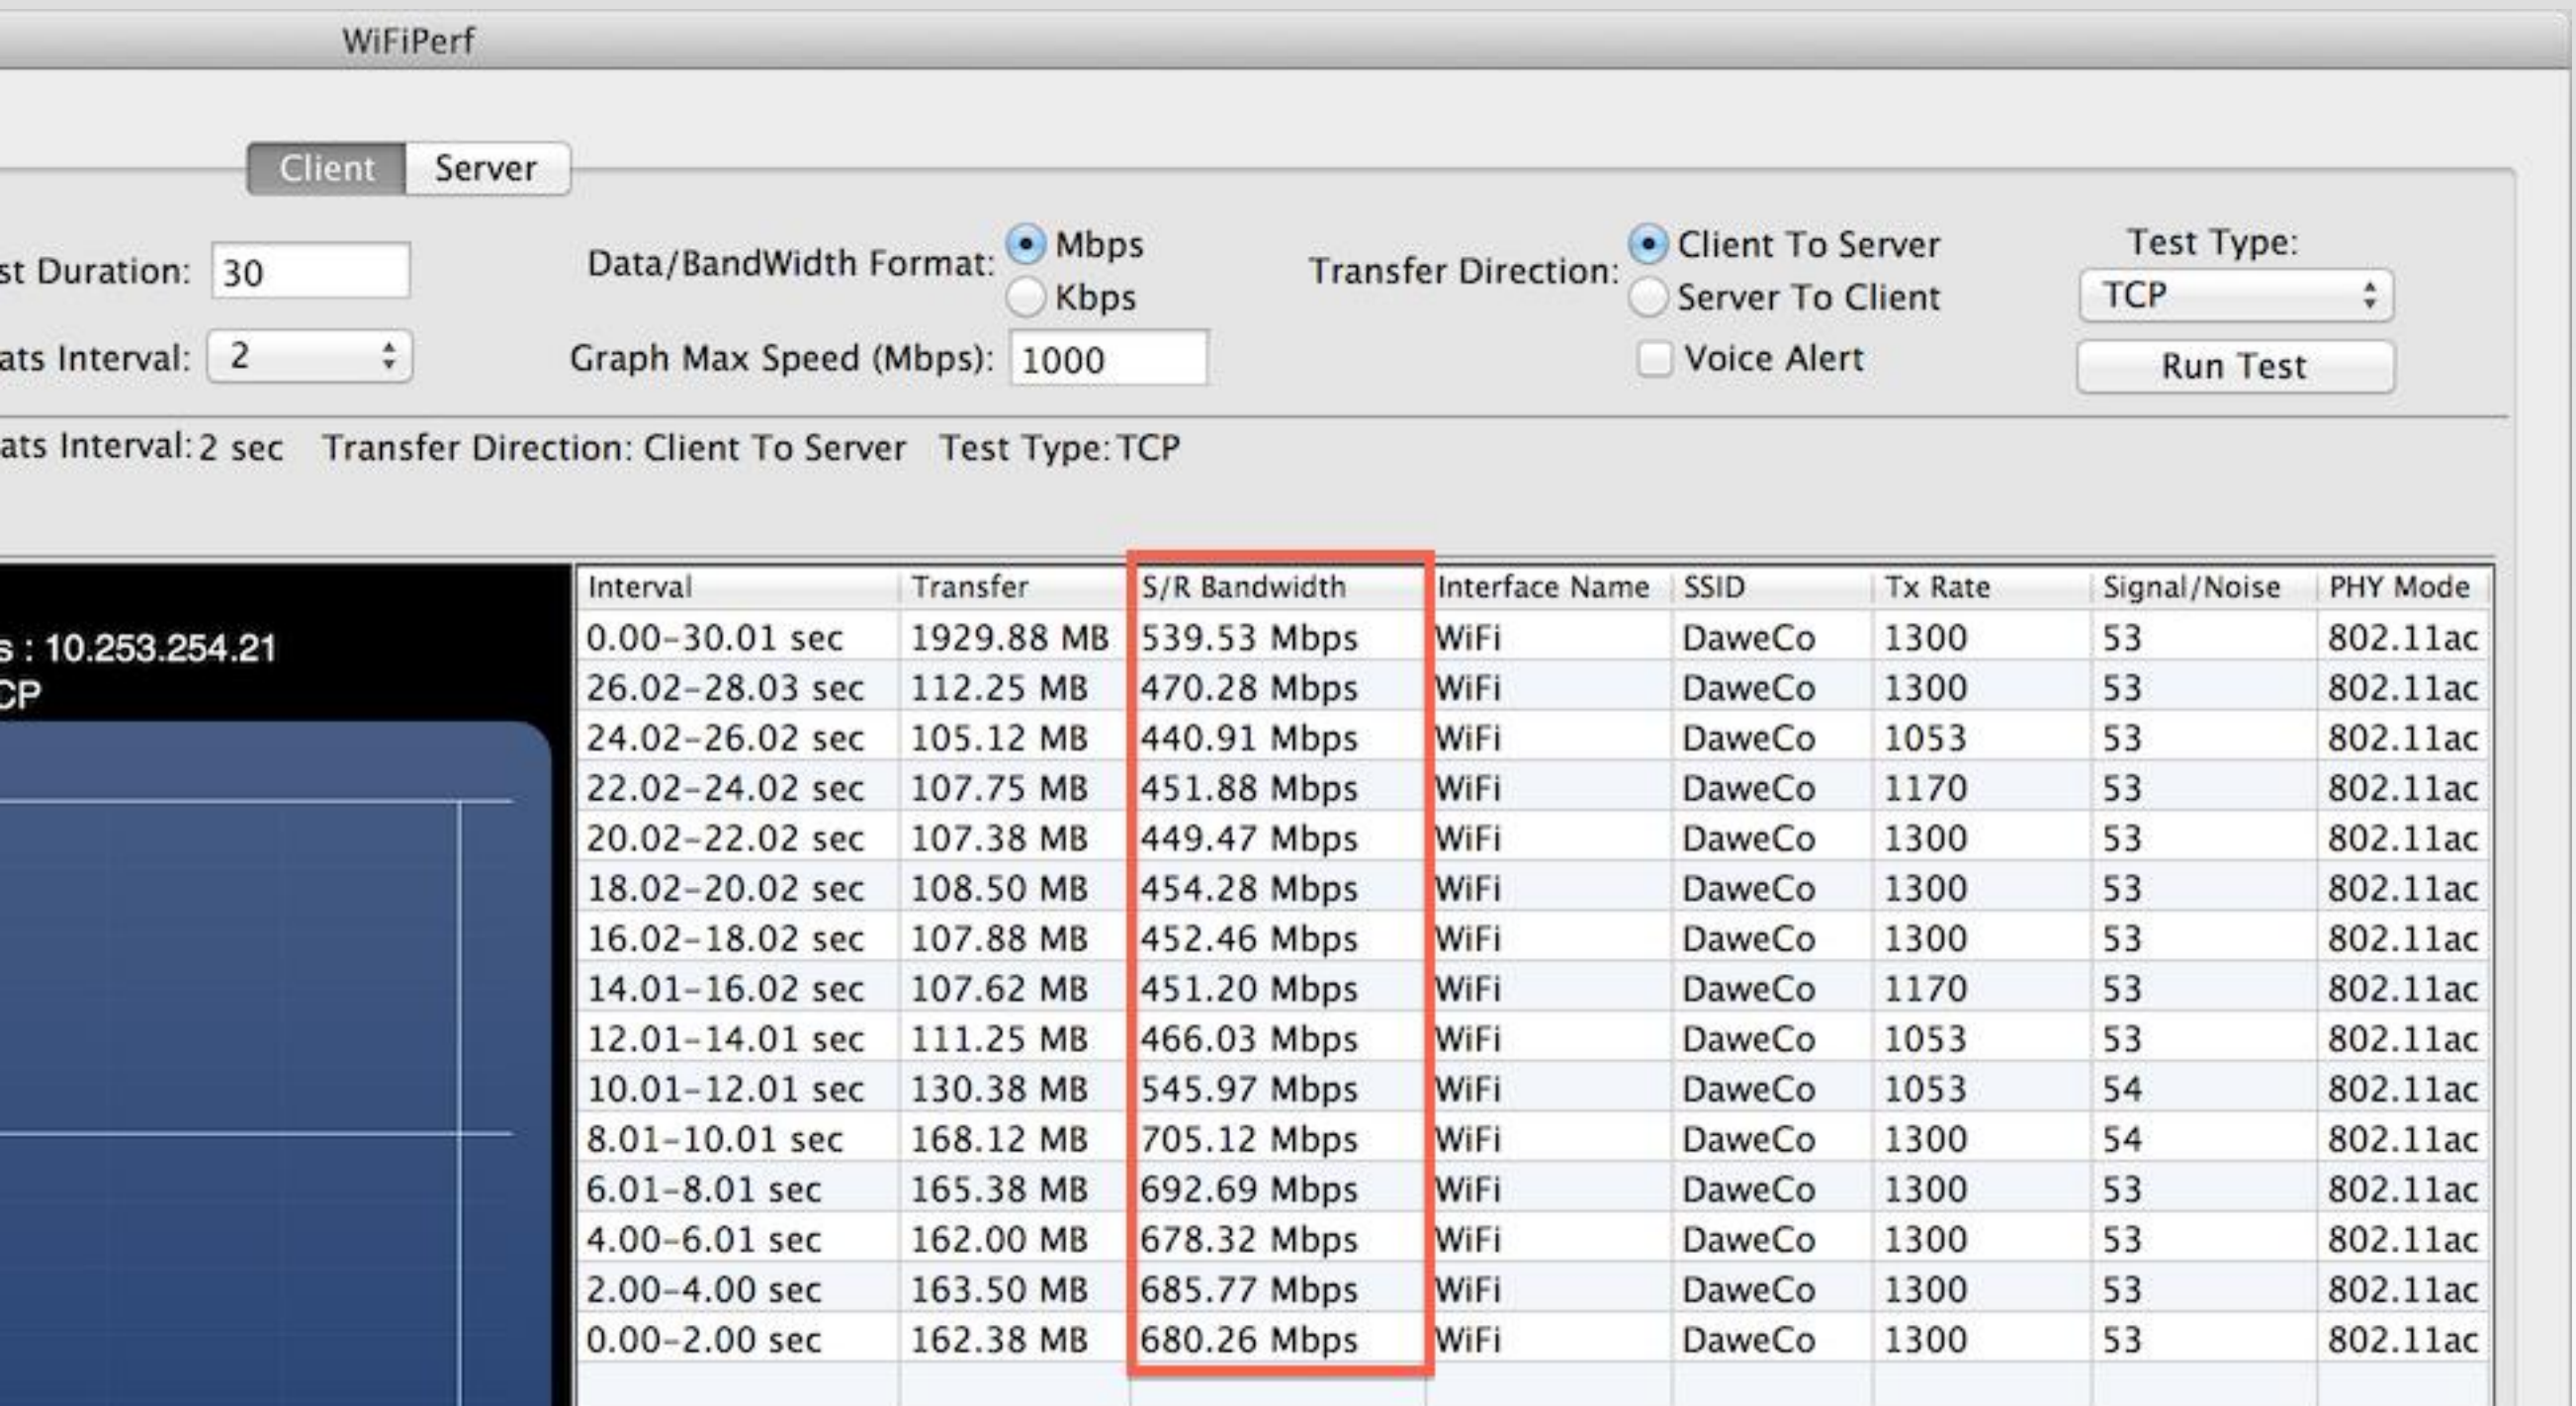 WiFiPerf
Client Server
st Duration: 30
Data/BandWidth Format: Mbps
Kbps
Transfer Direction: Client To Server
Server To Client
Test Type:
TCP
ats Interval: 2
Graph Max Speed (Mbps): 1000
Voice Alert
Run Test
ats Interval: 2 sec Transfer Direction: Client To Server Test Type: TCP
s : 10.253.254.21
CP
Interval Transfer S/R Bandwidth Interface Name SSID Tx Rate Signal/Noise PHY Mode
0.00-30.01 sec 1929.88 MB 539.53 Mbps WiFi DaweCo 1300 53 802.11ac
26.02-28.03 sec 112.25 MB 470.28 Mbps WiFi DaweCo 1300 53 802.11ac
24.02-26.02 sec 105.12 MB 440.91 Mbps WiFi DaweCo 1053 53 802.11ac
22.02-24.02 sec 107.75 MB 451.88 Mbps WiFi DaweCo 1170 53 802.11ac
20.02-22.02 sec 107.38 MB 449.47 Mbps WiFi DaweCo 1300 53 802.11ac
18.02-20.02 sec 108.50 MB 454.28 Mbps WiFi DaweCo 1300 53 802.11ac
16.02-18.02 sec 107.88 MB 452.46 Mbps WiFi DaweCo 1300 53 802.11ac
14.01-16.02 sec 107.62 MB 451.20 Mbps WiFi DaweCo 1170 53 802.11ac
12.01-14.01 sec 111.25 MB 466.03 Mbps WiFi DaweCo 1053 53 802.11ac
10.01-12.01 sec 130.38 MB 545.97 Mbps WiFi DaweCo 1053 54 802.11ac
8.01-10.01 sec 168.12 MB 705.12 Mbps WiFi DaweCo 1300 54 802.11ac
6.01-8.01 sec 165.38 MB 692.69 Mbps WiFi DaweCo 1300 53 802.11ac
4.00-6.01 sec 162.00 MB 678.32 Mbps WiFi DaweCo 1300 53 802.11ac
2.00-4.00 sec 163.50 MB 685.77 Mbps WiFi DaweCo 1300 53 802.11ac
0.00-2.00 sec 162.38 MB 680.26 Mbps WiFi DaweCo 1300 53 802.11ac